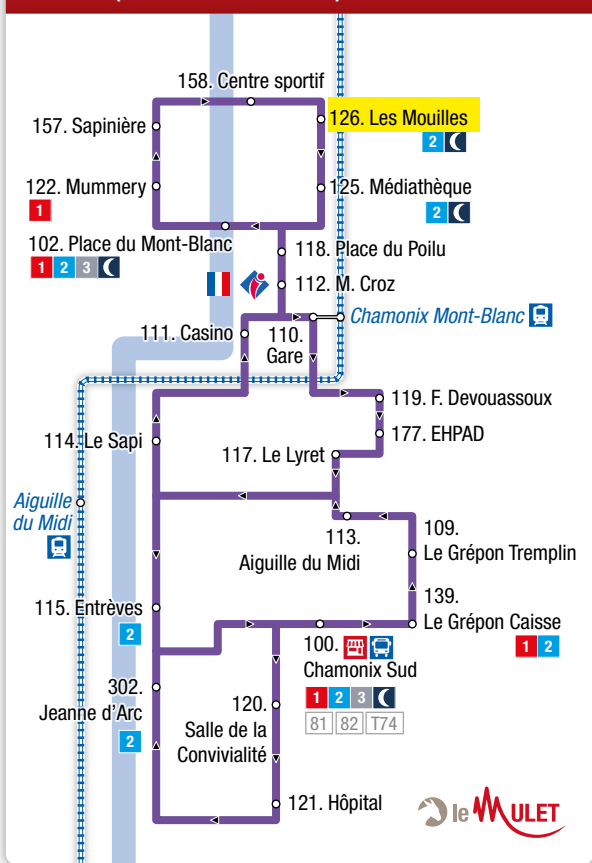 158. Centre sportif
126. Les Mouilles
2
157. Sapinière
122. Mummery
1
125. Médiathèque
2
102. Place du Mont-Blanc
1 2 3
118. Place du Poilu
112. M. Croz
Chamonix Mont-Blanc
111. Casino
110.
Gare
119. F. Devouassoux
177. EHPAD
114. Le Sapi
117. Le Lyret
Aiguille
du Midi
113.
Aiguille du Midi
109.
Le Grépon Tremplin
139.
Le Grépon Caisse
1 2
115. Entrèves
2
100.
Chamonix Sud
1 2 3
81 82 T74
302.
Jeanne d'Arc
2
120.
Salle de la
Convivialité
121. Hôpital
le MULET